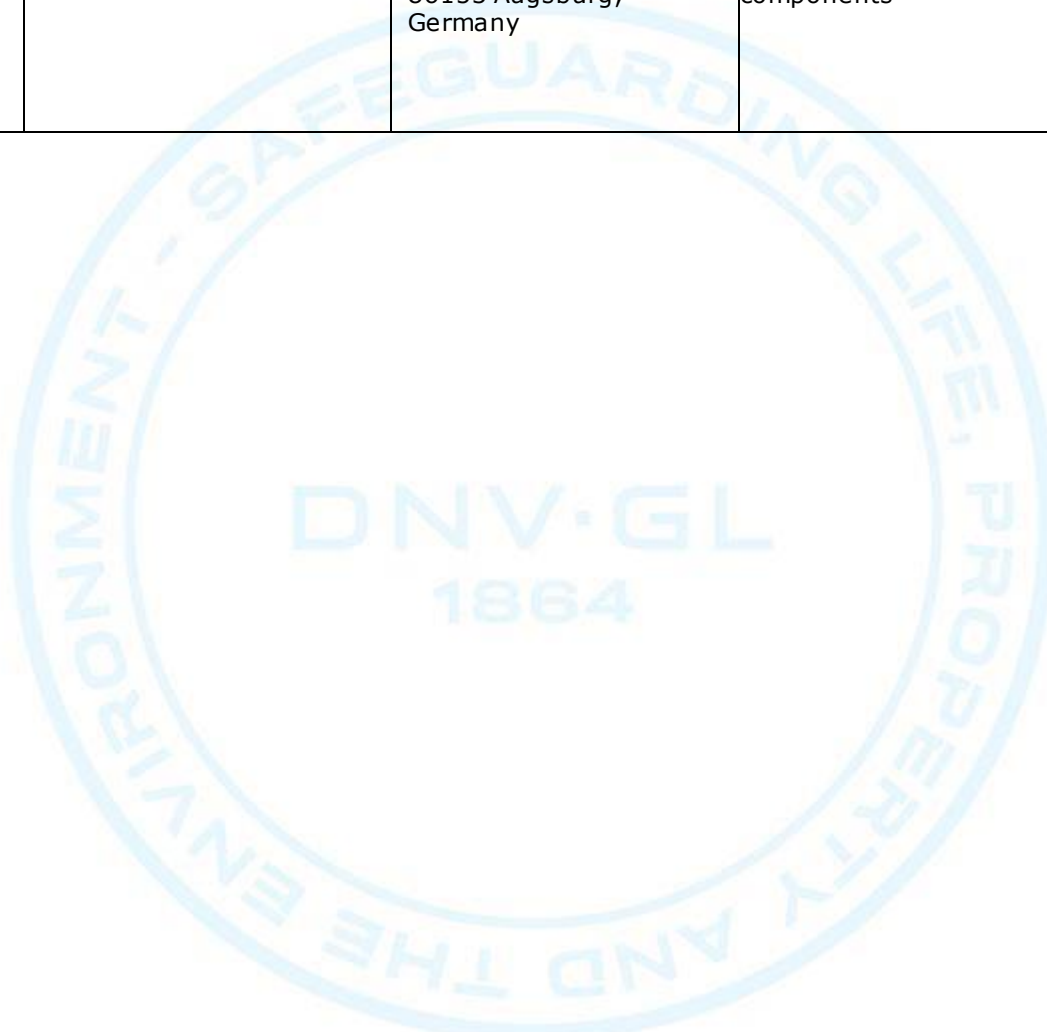 Germany
SAFEGUARDING LIFE, PROPERTY AND THE ENVIRONMENT -
DNV·GL
1864